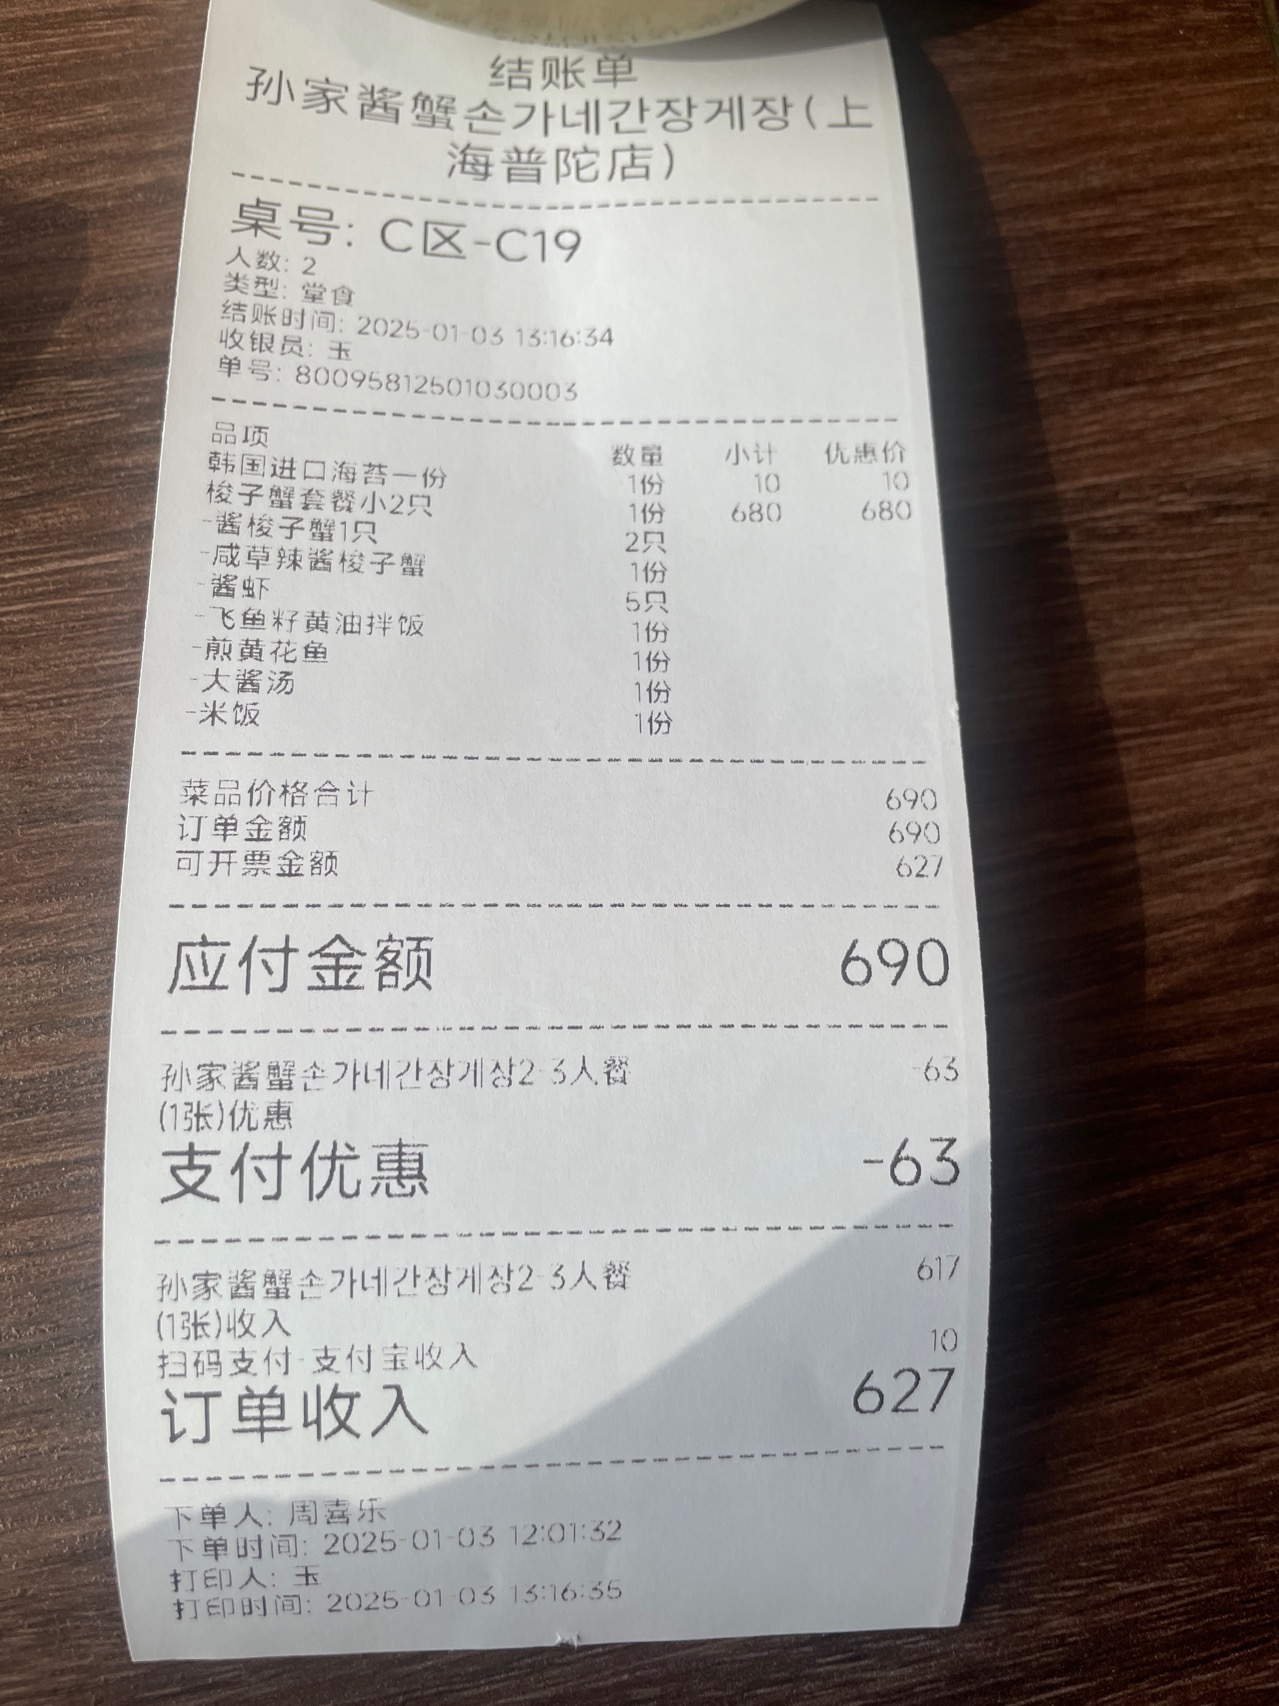 结账单
孙家酱蟹손가네간장게장(上
海普陀店)
桌号: C区-C19
人数: 2
类型: 堂食
结账时间: 2025-01-03 13:16:34
收银员: 玉
单号: 80095812501030003
品项 数量 小计 优惠价
韩国进口海苔一份 1份 10 10
梭子蟹套餐小2只 1份 680 680
-酱梭子蟹1只 2只
-咸草辣酱梭子蟹 1份
-酱虾 5只
-飞鱼籽黄油拌饭 1份
-煎黄花鱼 1份
-大酱汤 1份
-米饭 1份
菜品价格合计 690
订单金额 690
可开票金额 627
应付金额 690
孙家酱蟹손가네간장게장2-3人餐 -63
(1张)优惠
支付优惠 -63
孙家酱蟹손가네간장게장2-3人餐 617
(1张)收入
扫码支付-支付宝收入 10
订单收入 627
下单人: 周喜乐
下单时间: 2025-01-03 12:01:32
打印人: 玉
打印时间: 2025-01-03 13:16:35